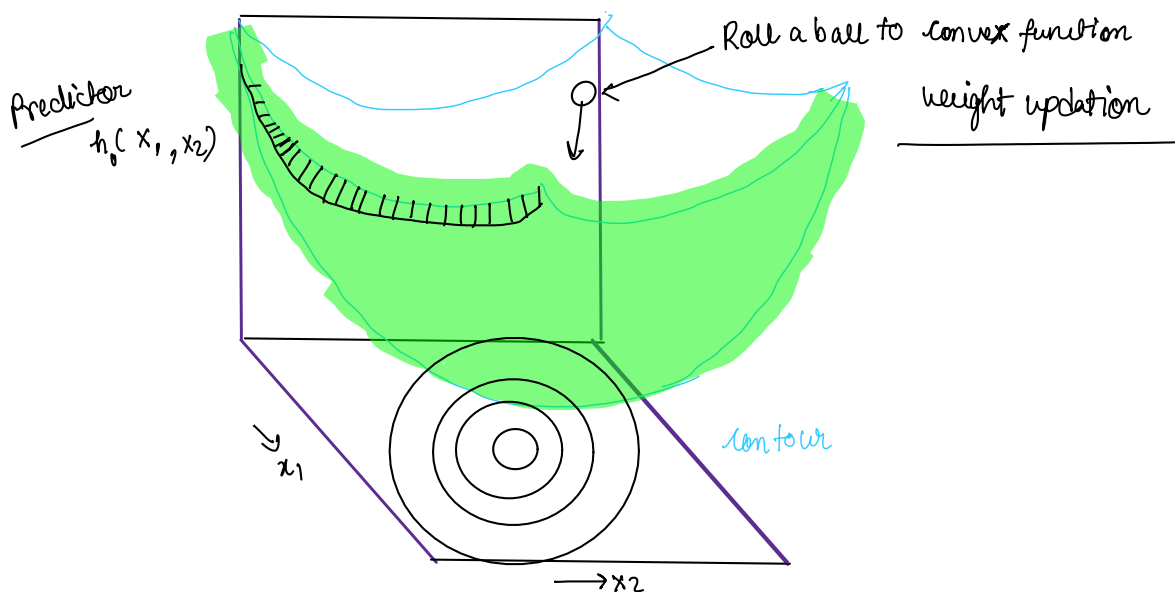 Roll a ball to convex function
weight updation
Predictor
h₀(x₁, x₂)
contour
x₁
x₂